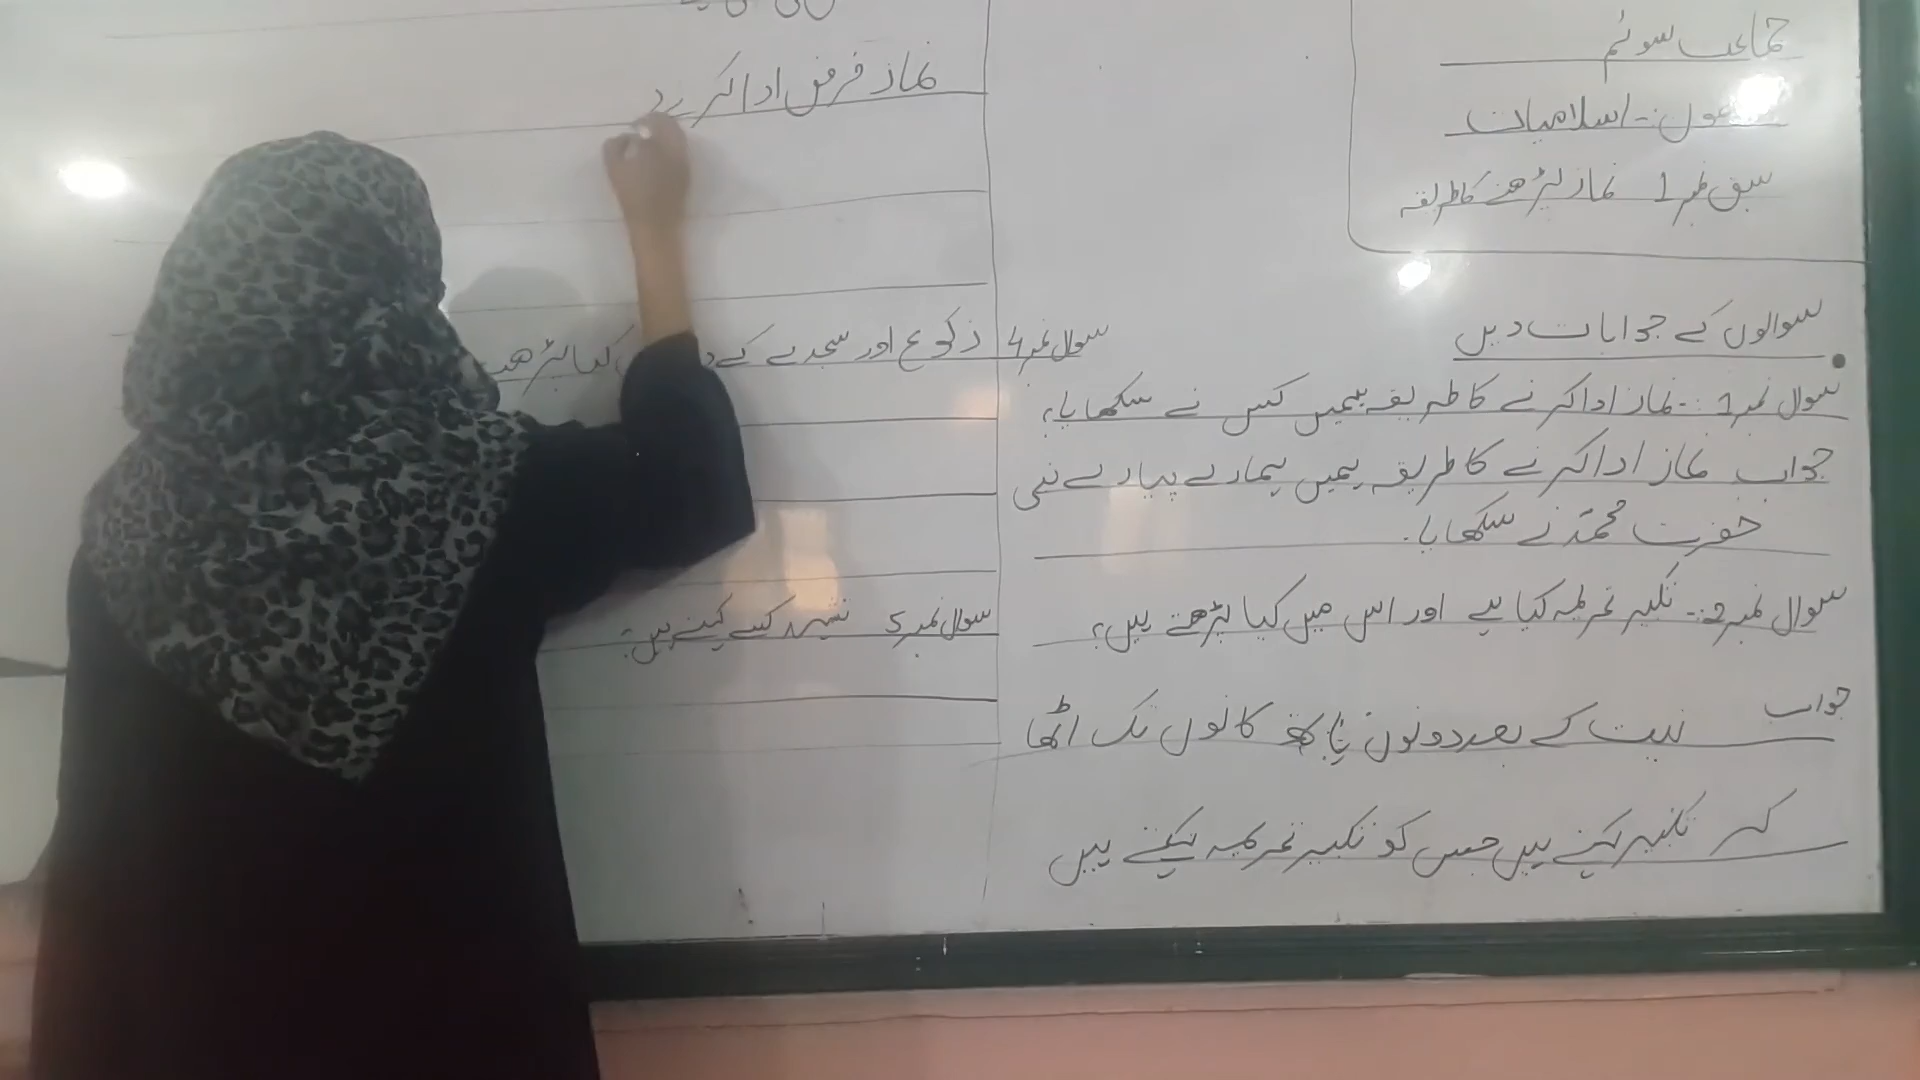 جماعت سوئم
اسلامیات
سبق نمبر 1 نماز پڑھنے کا طریقہ
سوالوں کے جوابات دیں
سوال نمبر 1:- نماز ادا کرنے کا طریقہ ہمیں کس نے سکھایا؟
جواب نماز ادا کرنے کا طریقہ ہمیں ہمارے پیارے نبی
حضرت محمدؐ نے سکھایا۔
سوال نمبر 2:- تکبیر تحریمہ کیا ہے اور اس میں کیا پڑھتے ہیں؟
جواب نیت کے بعد دونوں ہاتھ کانوں تک اٹھا
کر تکبیر کہتے ہیں جس کو تکبیر تحریمہ کہتے ہیں
نماز فرض ادا کر
سوال نمبر 4 رکوع اور سجدے کے کیا
سوال نمبر 5 تشہد کسے کہتے ہیں؟